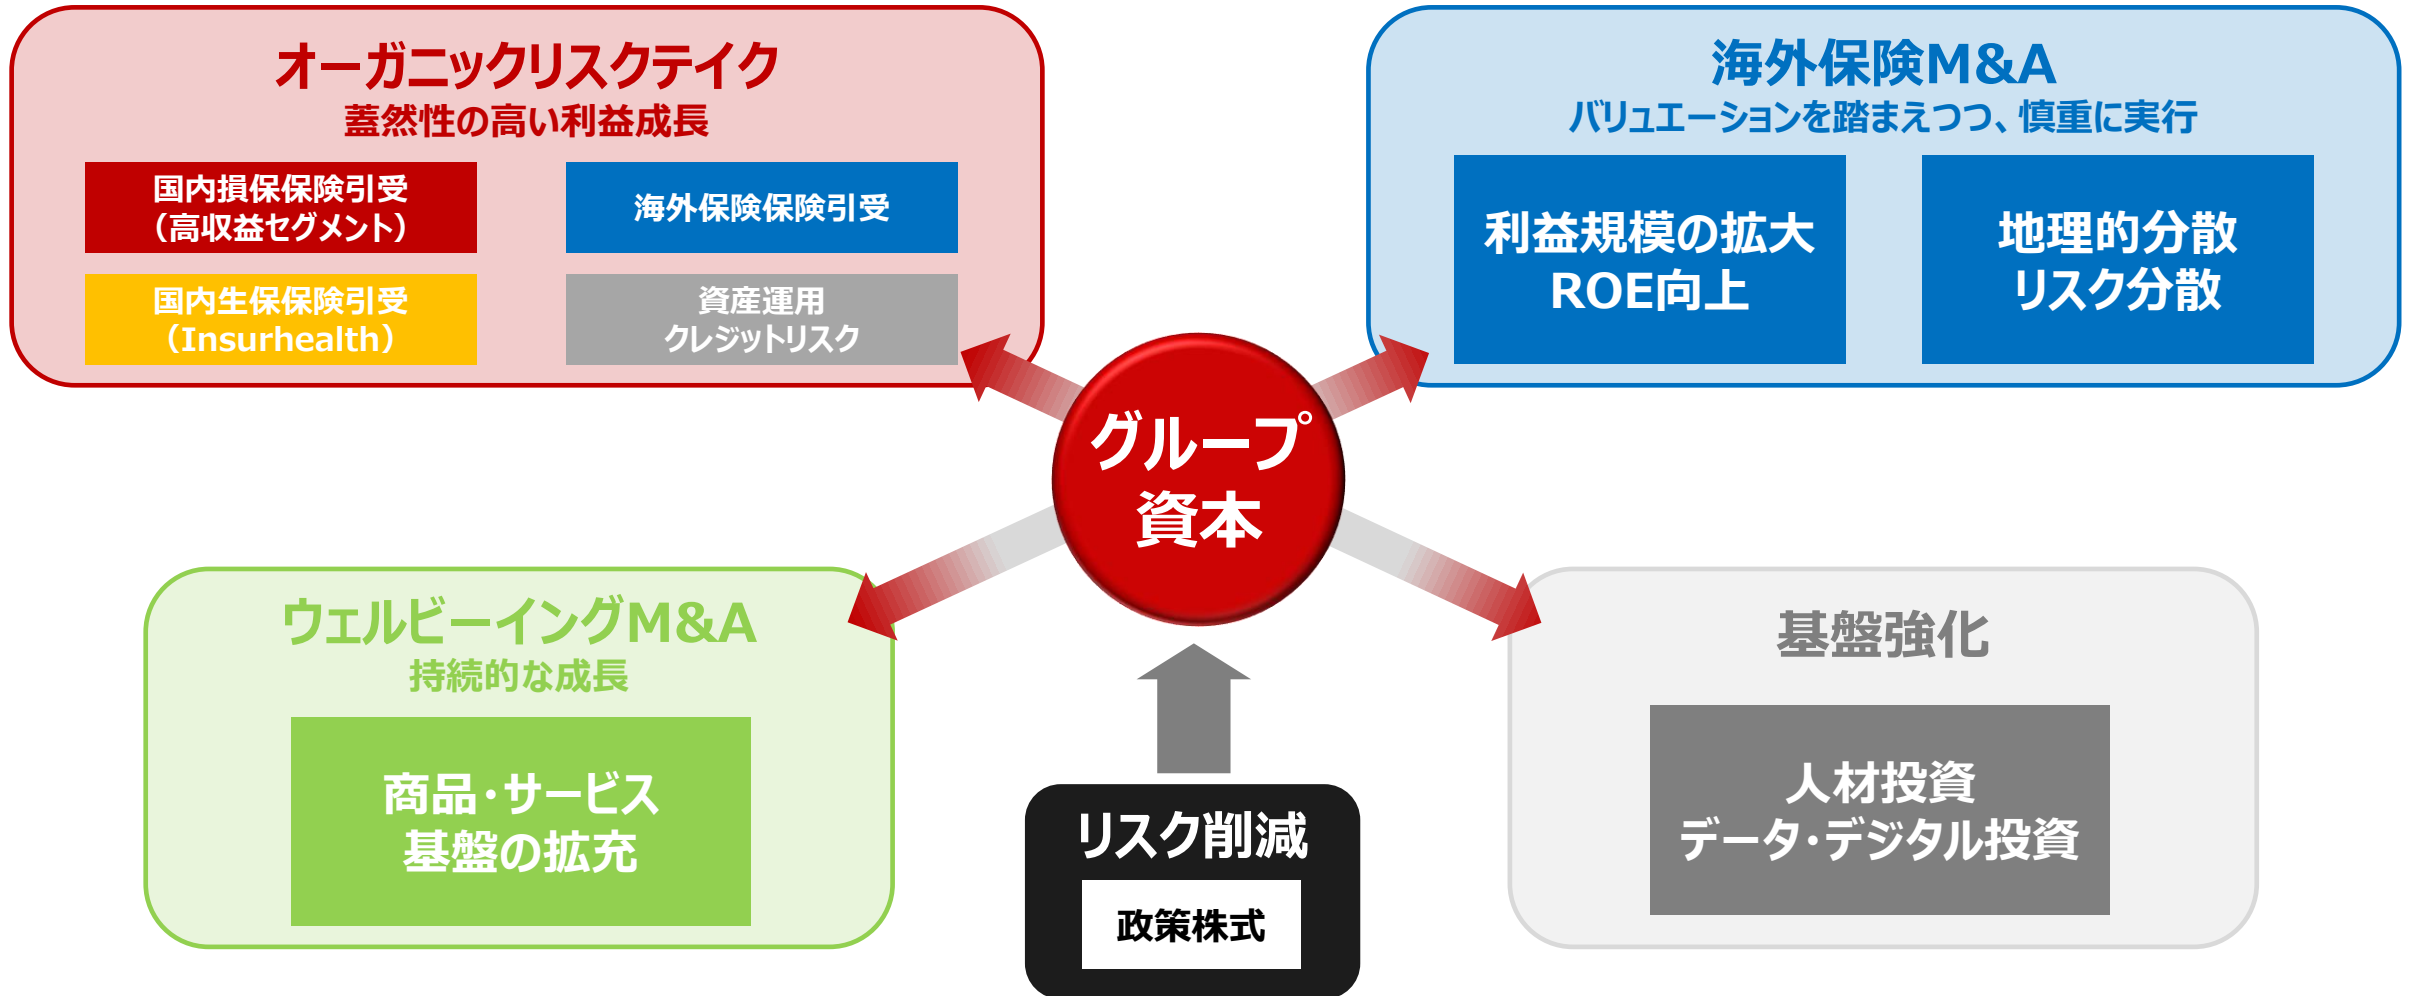 オーガニックリスクテイク
蓋然性の高い利益成長
国内損保保険引受
（高収益セグメント）
海外保険保険引受
国内生保保険引受
（Insurhealth）
資産運用
クレジットリスク
海外保険M&A
バリュエーションを踏まえつつ、慎重に実行
利益規模の拡大
ROE向上
地理的分散
リスク分散
グループ
資本
ウェルビーイングM&A
持続的な成長
商品・サービス
基盤の拡充
リスク削減
政策株式
基盤強化
人材投資
データ・デジタル投資